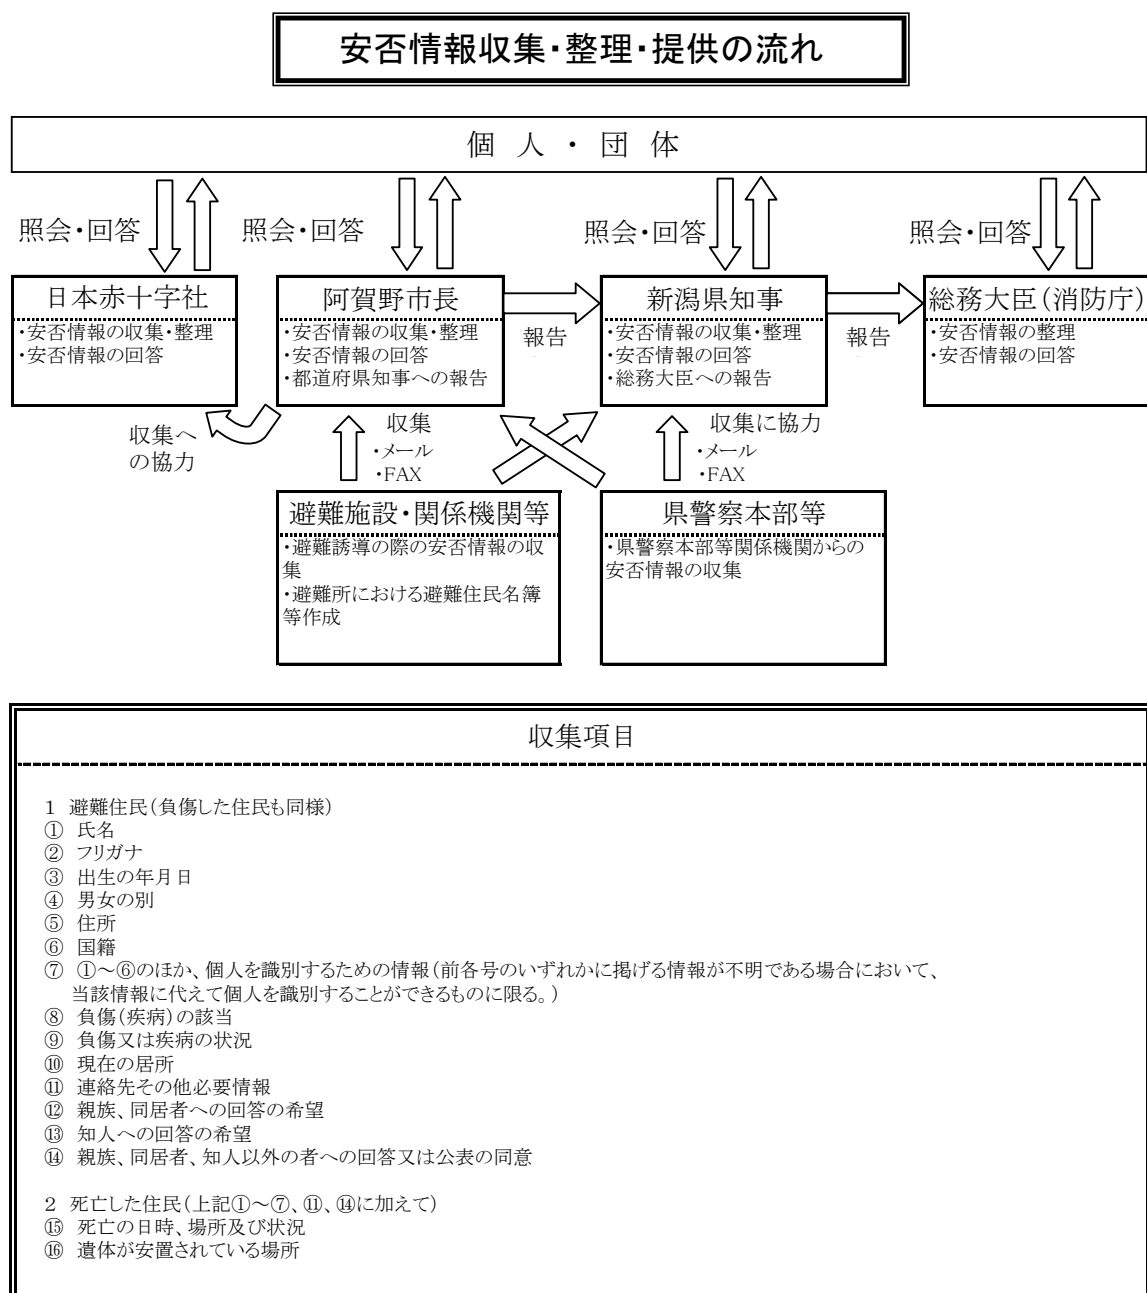 安否情報収集・整理・提供の流れ
個人・団体
照会・回答
照会・回答
照会・回答
照会・回答
日本赤十字社
・安否情報の収集・整理
・安否情報の回答
阿賀野市長
・安否情報の収集・整理
・安否情報の回答
・都道府県知事への報告
報告
新潟県知事
・安否情報の収集・整理
・安否情報の回答
・総務大臣への報告
報告
総務大臣(消防庁)
・安否情報の整理
・安否情報の回答
収集へ
の協力
収集
・メール
・FAX
収集に協力
・メール
・FAX
避難施設・関係機関等
・避難誘導の際の安否情報の収
集
・避難所における避難住民名簿
等作成
県警察本部等
・県警察本部等関係機関からの
安否情報の収集
収集項目
1 避難住民(負傷した住民も同様)
① 氏名
② フリガナ
③ 出生の年月日
④ 男女の別
⑤ 住所
⑥ 国籍
⑦ ①～⑥のほか、個人を識別するための情報(前各号のいずれかに掲げる情報が不明である場合において、
当該情報に代えて個人を識別することができるものに限る。)
⑧ 負傷(疾病)の該当
⑨ 負傷又は疾病の状況
⑩ 現在の居所
⑪ 連絡先その他必要情報
⑫ 親族、同居者への回答の希望
⑬ 知人への回答の希望
⑭ 親族、同居者、知人以外の者への回答又は公表の同意
2 死亡した住民(上記①～⑦、⑪、⑭に加えて)
⑮ 死亡の日時、場所及び状況
⑯ 遺体が安置されている場所